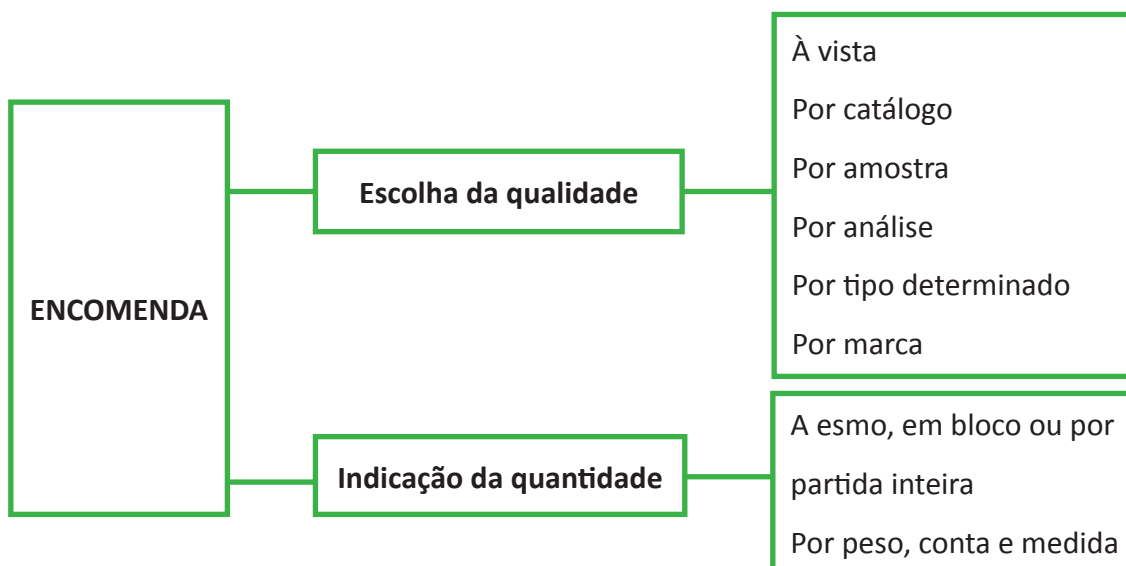 ENCOMENDA
Escolha da qualidade
À vista
Por catálogo
Por amostra
Por análise
Por tipo determinado
Por marca
Indicação da quantidade
A esmo, em bloco ou por
partida inteira
Por peso, conta e medida